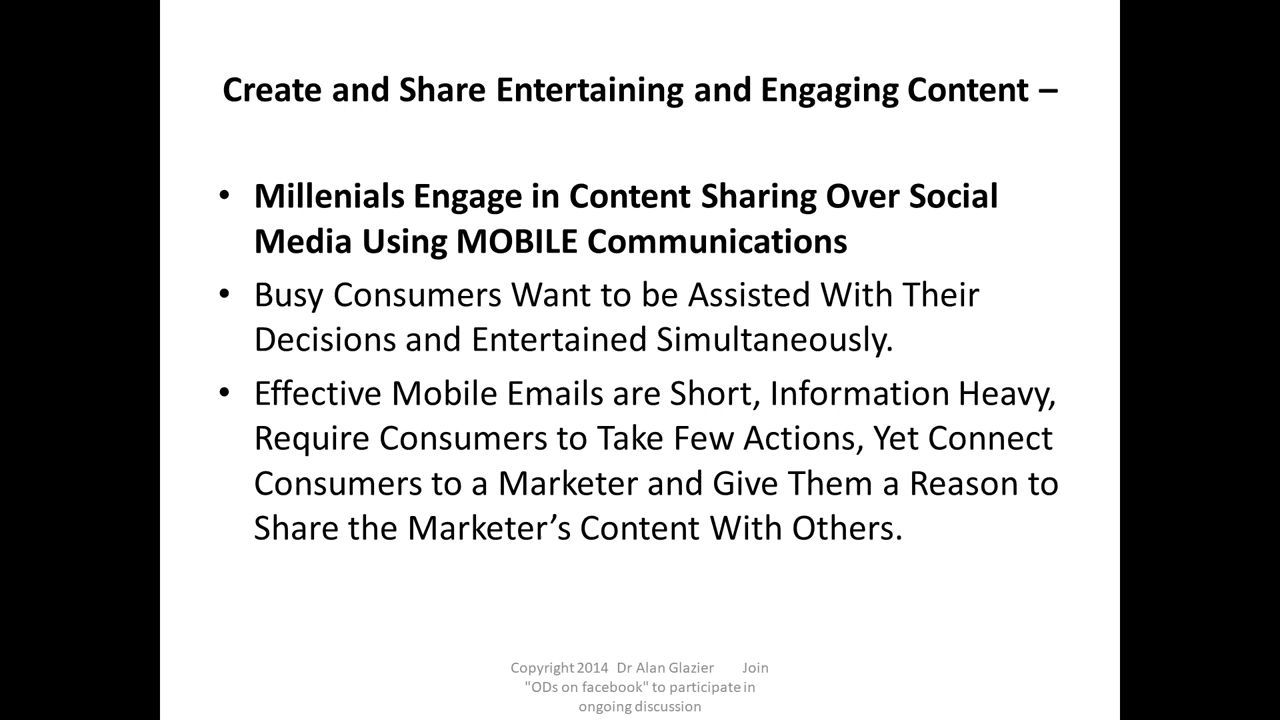 Create and Share Entertaining and Engaging Content –
• Millenials Engage in Content Sharing Over Social
Media Using MOBILE Communications
• Busy Consumers Want to be Assisted With Their
Decisions and Entertained Simultaneously.
• Effective Mobile Emails are Short, Information Heavy,
Require Consumers to Take Few Actions, Yet Connect
Consumers to a Marketer and Give Them a Reason to
Share the Marketer’s Content With Others.
Copyright 2014 Dr Alan Glazier Join
"ODs on facebook" to participate in
ongoing discussion